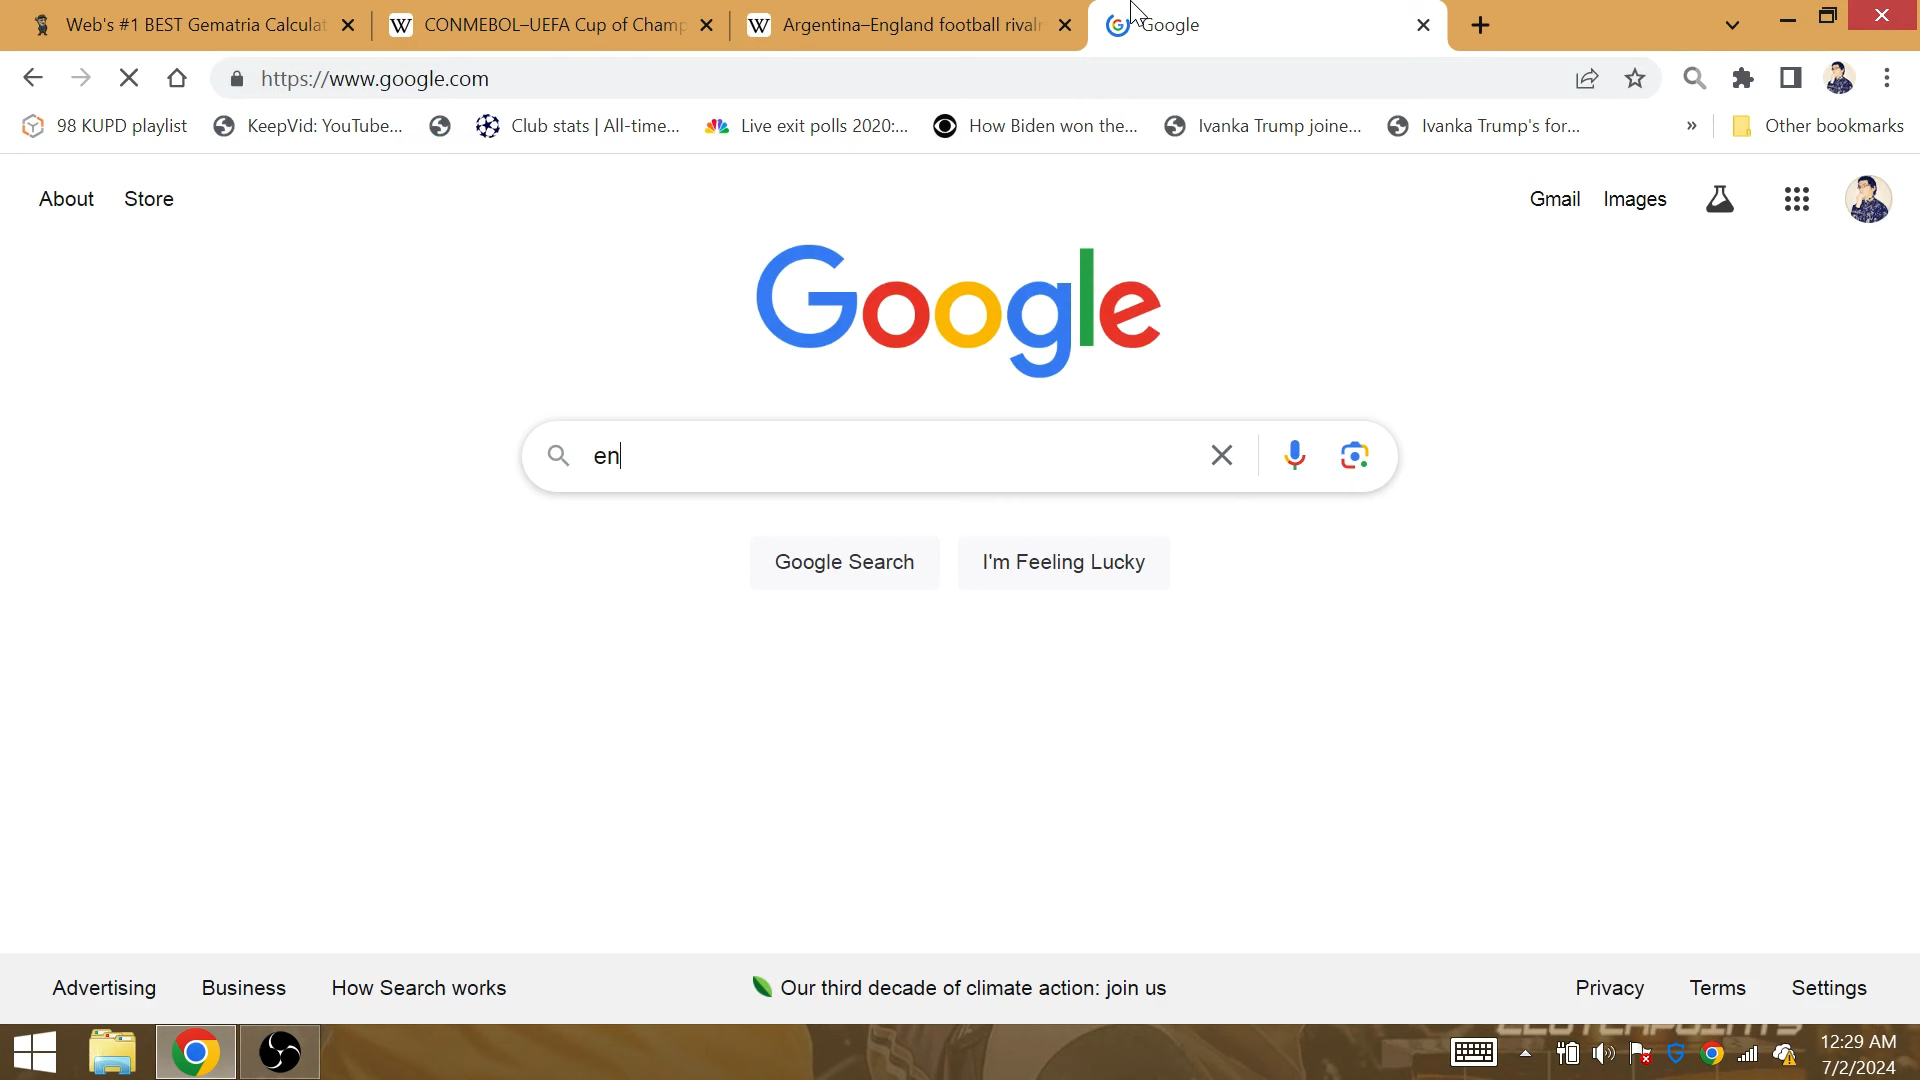 Web's #1 BEST Gematria Calculat
CONMEBOL–UEFA Cup of Champ
Argentina–England football rivalr
Google
https://www.google.com
98 KUPD playlist
KeepVid: YouTube...
Club stats | All-time...
Live exit polls 2020:...
How Biden won the...
Ivanka Trump joine...
Ivanka Trump's for...
»
Other bookmarks
About
Store
Gmail
Images
Google
en
Google Search
I'm Feeling Lucky
Advertising
Business
How Search works
Our third decade of climate action: join us
Privacy
Terms
Settings
12:29 AM
7/2/2024